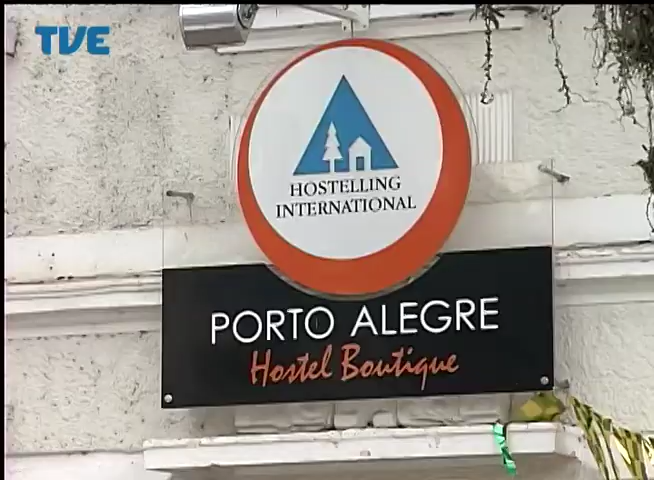 TVE
HOSTELLING
INTERNATIONAL
PORTO ALEGRE
Hostel Boutique